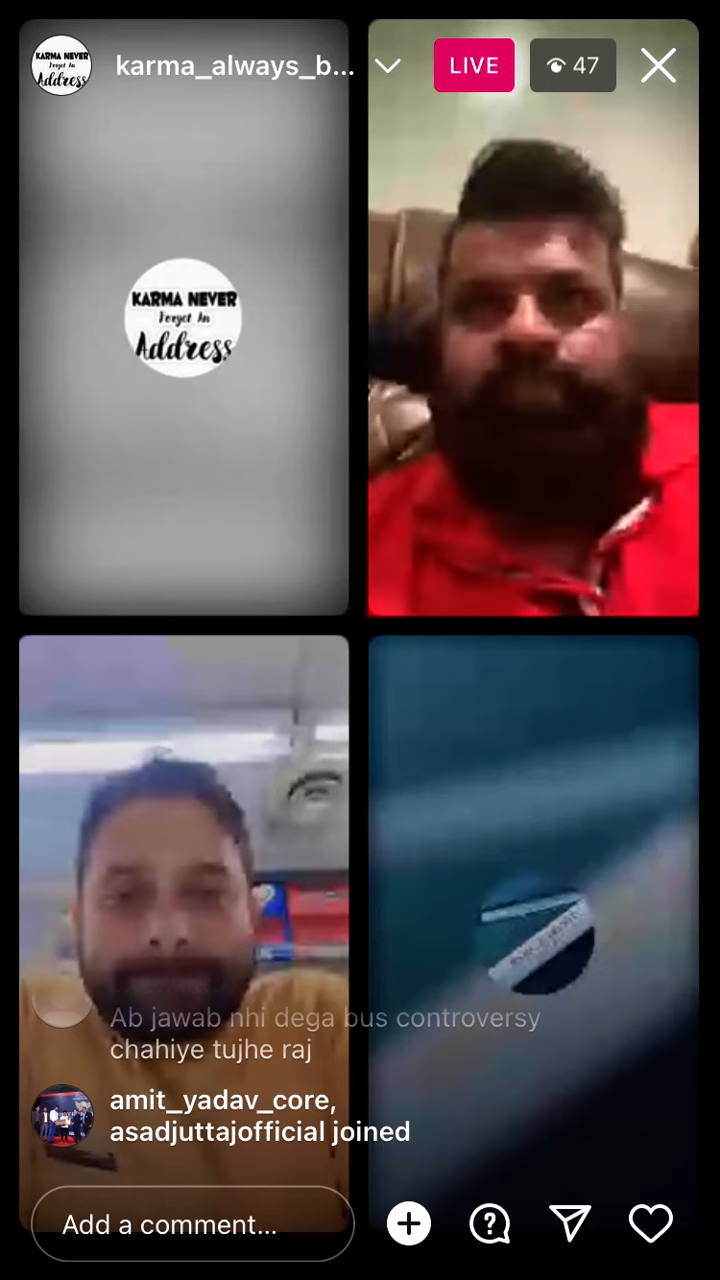 KARMA NEVER
Forget An
Address
karma_always_b...
LIVE
47
KARMA NEVER
Forget An
Address
Ab jawab nhi dega bus controversy
chahiye tujhe raj
amit_yadav_core,
asadjuttajofficial joined
Add a comment...